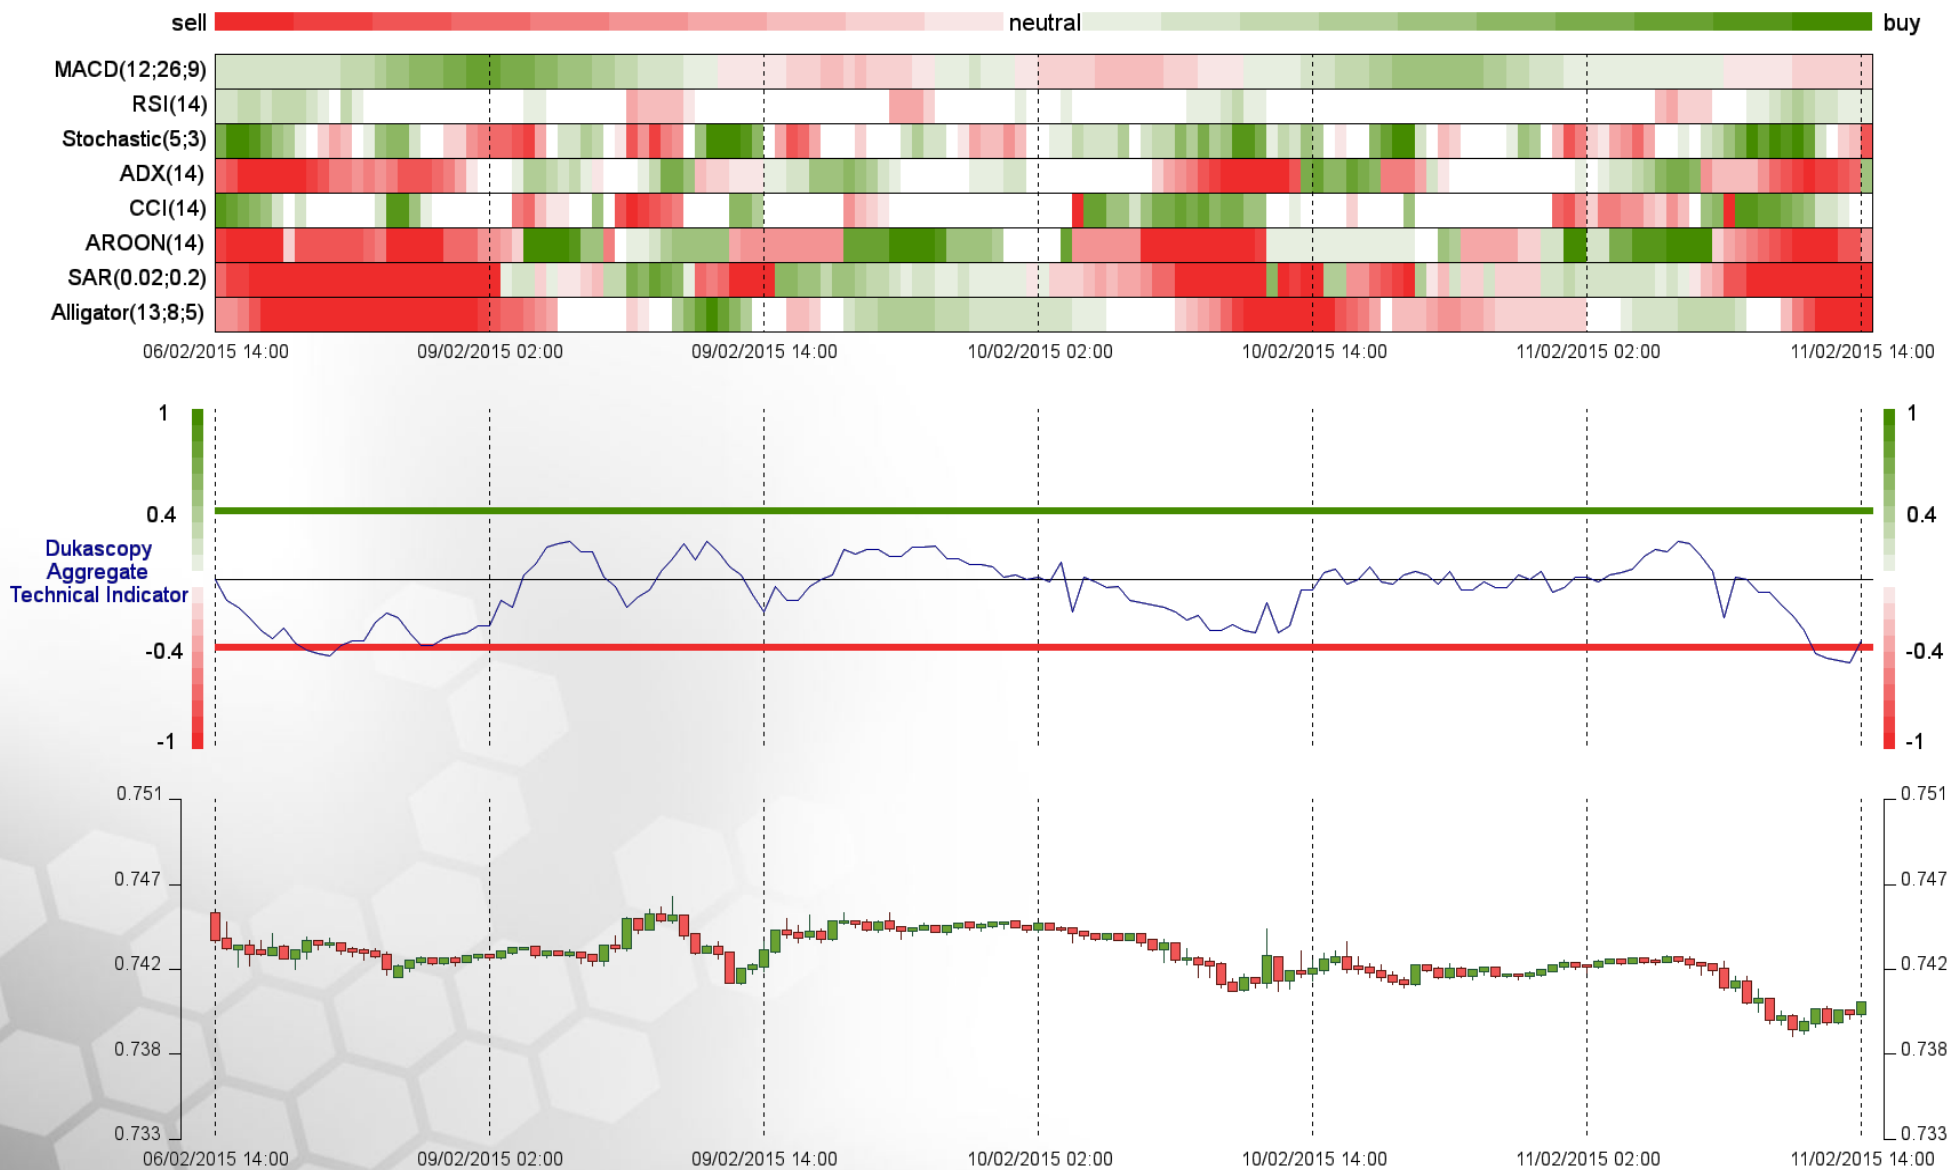 sell neutral buy
MACD(12;26;9)
RSI(14)
Stochastic(5;3)
ADX(14)
CCI(14)
AROON(14)
SAR(0.02;0.2)
Alligator(13;8;5)
06/02/2015 14:00 09/02/2015 02:00 09/02/2015 14:00 10/02/2015 02:00 10/02/2015 14:00 11/02/2015 02:00 11/02/2015 14:00
1 1
0.4 0.4
Dukascopy
Aggregate
Technical Indicator
-0.4 -0.4
-1 -1
0.751 0.751
0.747 0.747
0.742 0.742
0.738 0.738
0.733 0.733
06/02/2015 14:00 09/02/2015 02:00 09/02/2015 14:00 10/02/2015 02:00 10/02/2015 14:00 11/02/2015 02:00 11/02/2015 14:00